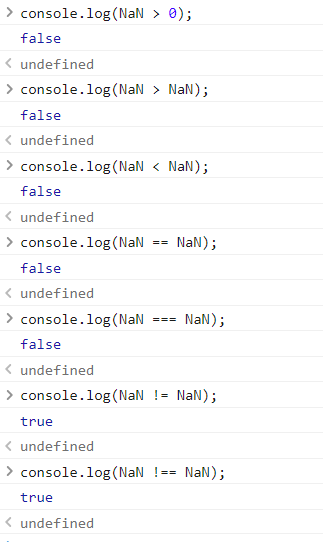 > console.log(NaN > 0);
false
< undefined
> console.log(NaN > NaN);
false
< undefined
> console.log(NaN < NaN);
false
< undefined
> console.log(NaN == NaN);
false
< undefined
> console.log(NaN === NaN);
false
< undefined
> console.log(NaN != NaN);
true
< undefined
> console.log(NaN !== NaN);
true
< undefined